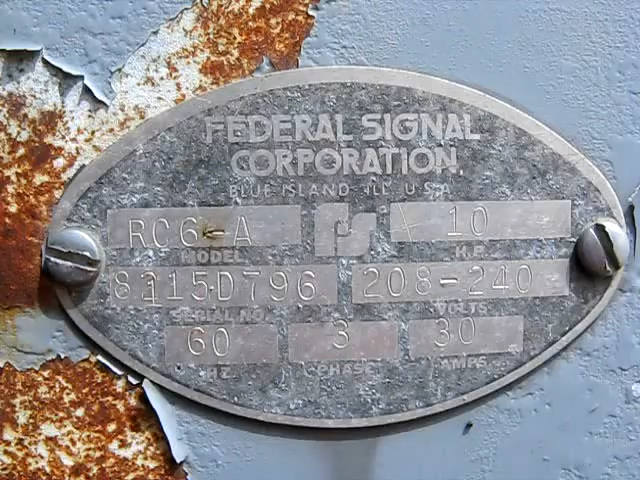 FEDERAL SIGNAL
CORPORATION
BLUE ISLAND ILL U.S.A
RC6-A 10
MODEL H.P.
8115D796 208-240
SERIAL NO. VOLTS
60 3 30
HZ PHASE AMPS